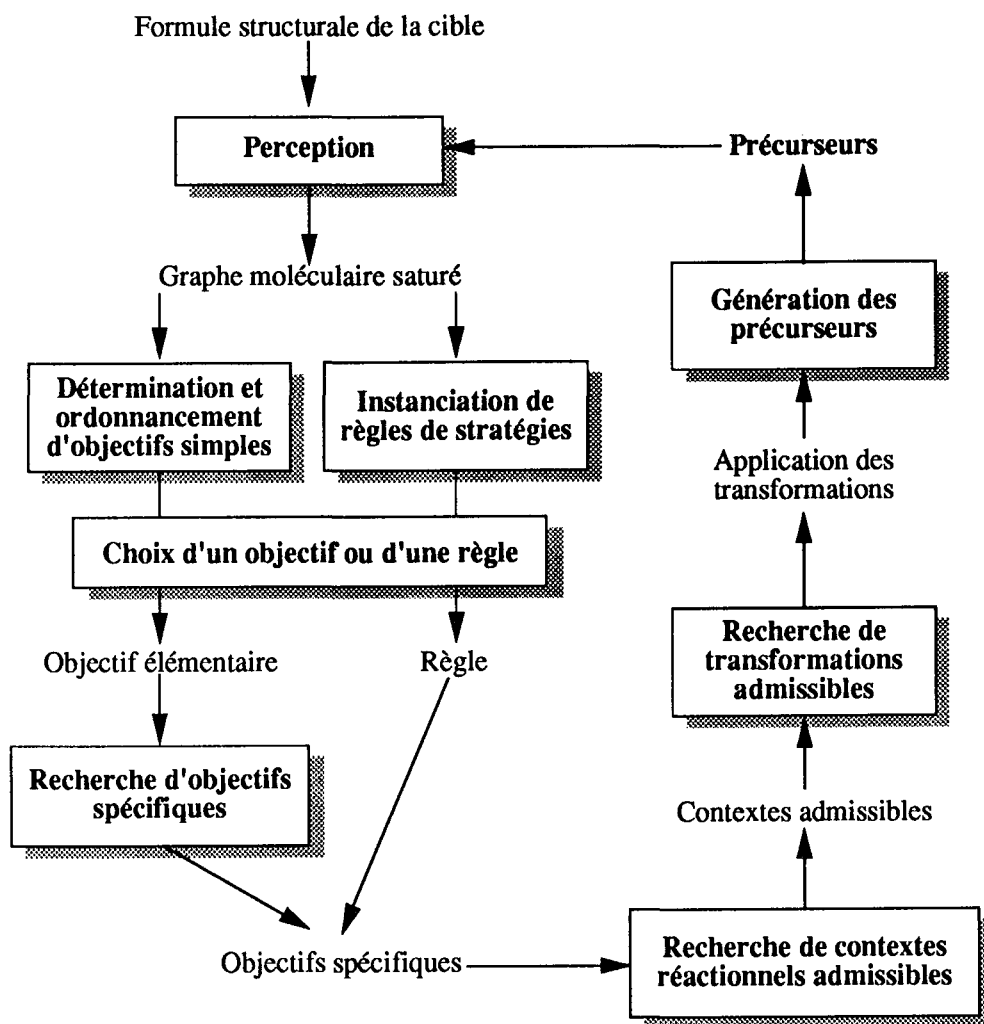 Formule structurale de la cible
Perception
Précurseurs
Graphe moléculaire saturé
Génération des
précurseurs
Détermination et
ordonnancement
d'objectifs simples
Instanciation de
règles de stratégies
Application des
transformations
Choix d'un objectif ou d'une règle
Objectif élémentaire
Règle
Recherche de
transformations
admissibles
Recherche d'objectifs
spécifiques
Contextes admissibles
Objectifs spécifiques
Recherche de contextes
réactionnels admissibles